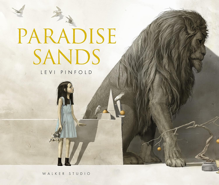 PARADISE
SANDS
LEVI PINFOLD
WALKER STUDIO